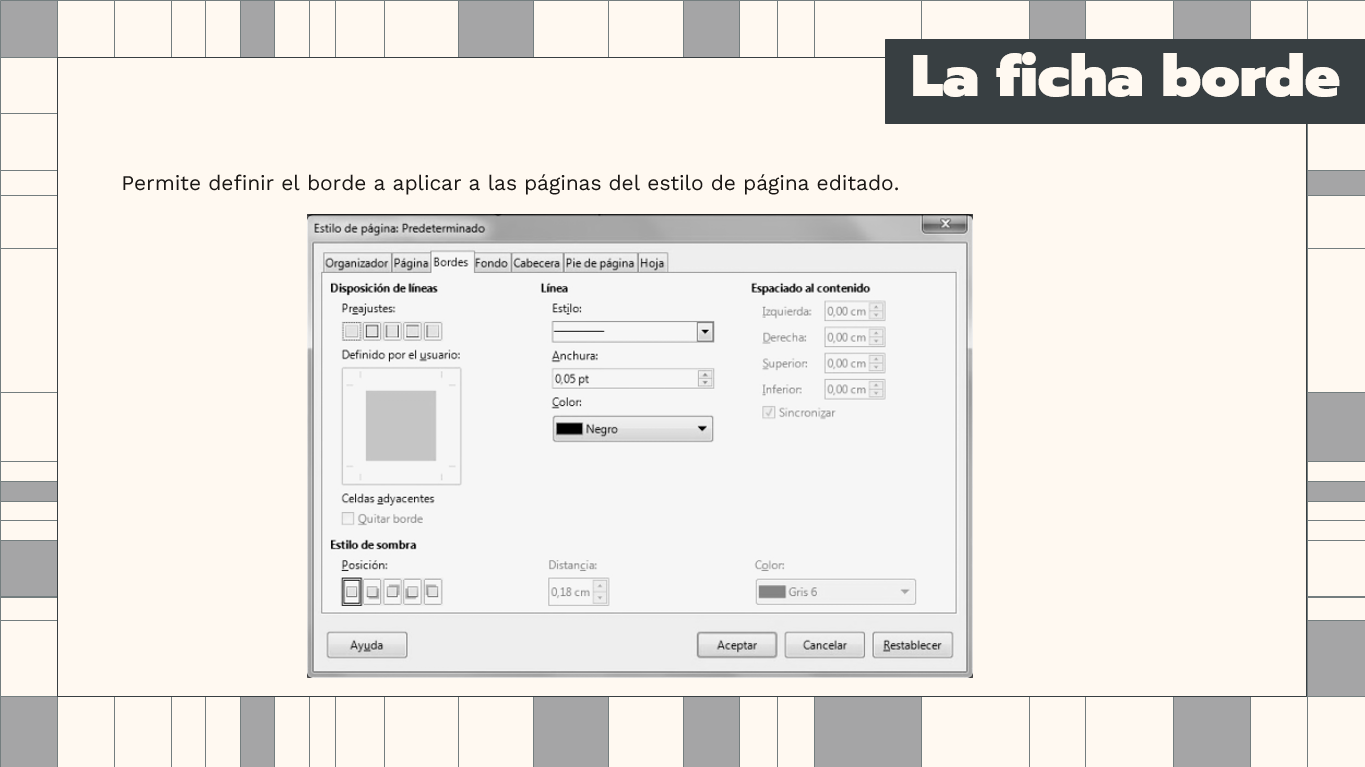 La ficha borde
Permite definir el borde a aplicar a las páginas del estilo de página editado.
Estilo de página: Predeterminado
Organizador Página Bordes Fondo Cabecera Pie de página Hoja
Disposición de líneas
Preajustes:
Definido por el usuario:
Celdas adyacentes
Quitar borde
Línea
Estilo:
Anchura:
0,05 pt
Color:
Negro
Espaciado al contenido
Izquierda: 0,00 cm
Derecha: 0,00 cm
Superior: 0,00 cm
Inferior: 0,00 cm
Sincronizar
Estilo de sombra
Posición:
Distancia:
0,18 cm
Color:
Gris 6
Ayuda Aceptar Cancelar Restablecer